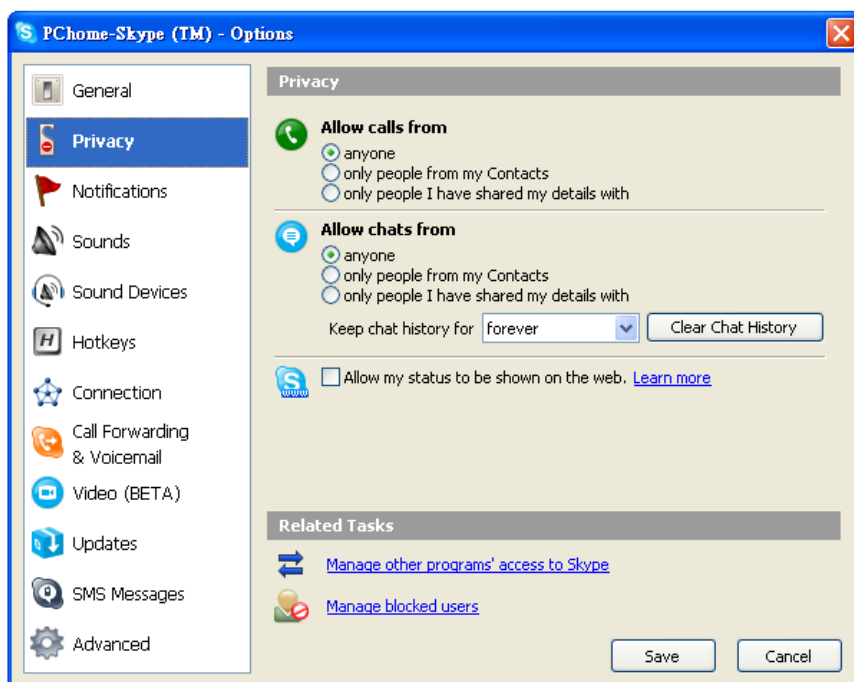 PChome-Skype (TM) - Options
General
Privacy
Notifications
Sounds
Sound Devices
H
Hotkeys
Connection
Call Forwarding
& Voicemail
Video (BETA)
Updates
SMS Messages
Advanced
Privacy
Allow calls from
anyone
only people from my Contacts
only people I have shared my details with
Allow chats from
anyone
only people from my Contacts
only people I have shared my details with
Keep chat history for forever Clear Chat History
S
www
Allow my status to be shown on the web. Learn more
Related Tasks
Manage other programs' access to Skype
Manage blocked users
Save Cancel